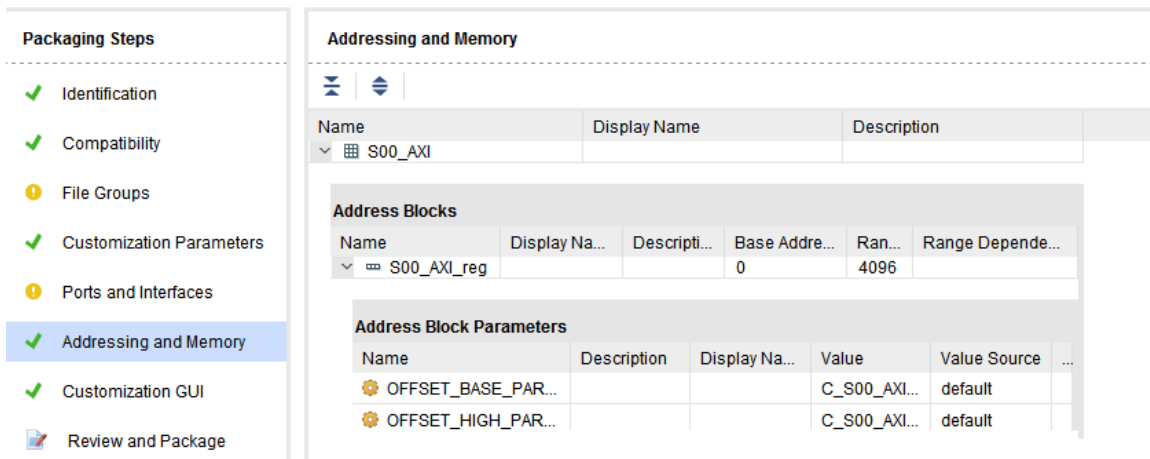 Packaging Steps
Identification
Compatibility
File Groups
Customization Parameters
Ports and Interfaces
Addressing and Memory
Customization GUI
Review and Package
Addressing and Memory
Name Display Name Description
S00_AXI
Address Blocks
Name Display Na... Descripti... Base Addre... Ran... Range Depende...
S00_AXI_reg 0 4096
Address Block Parameters
Name Description Display Na... Value Value Source ...
OFFSET_BASE_PAR... C_S00_AXI... default
OFFSET_HIGH_PAR... C_S00_AXI... default